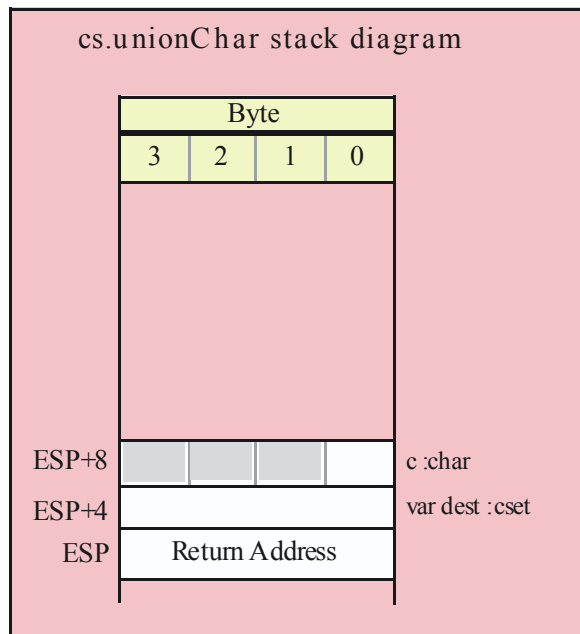 cs.unionChar stack diagram
Byte
3 2 1 0
ESP+8 c :char
ESP+4 var dest :cset
ESP Return Address